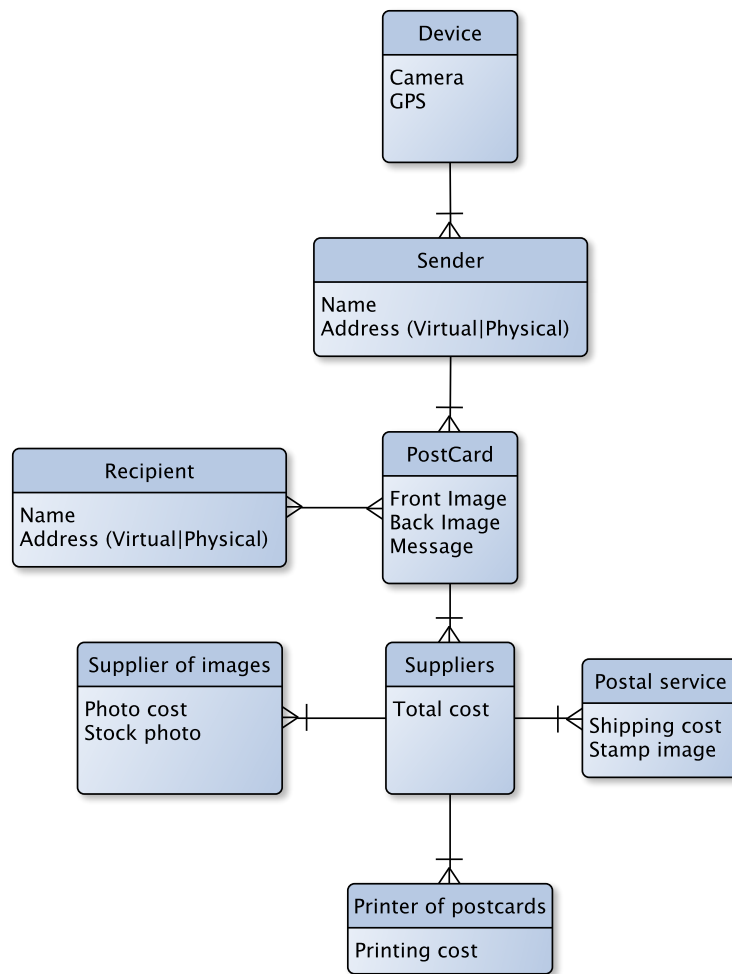 Device
Camera
GPS
Sender
Name
Address (Virtual|Physical)
Recipient
Name
Address (Virtual|Physical)
PostCard
Front Image
Back Image
Message
Supplier of images
Photo cost
Stock photo
Suppliers
Total cost
Postal service
Shipping cost
Stamp image
Printer of postcards
Printing cost